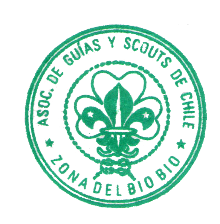 ASOC. DE GUÍAS Y SCOUTS DE CHILE
ZONA DEL BIO BIO